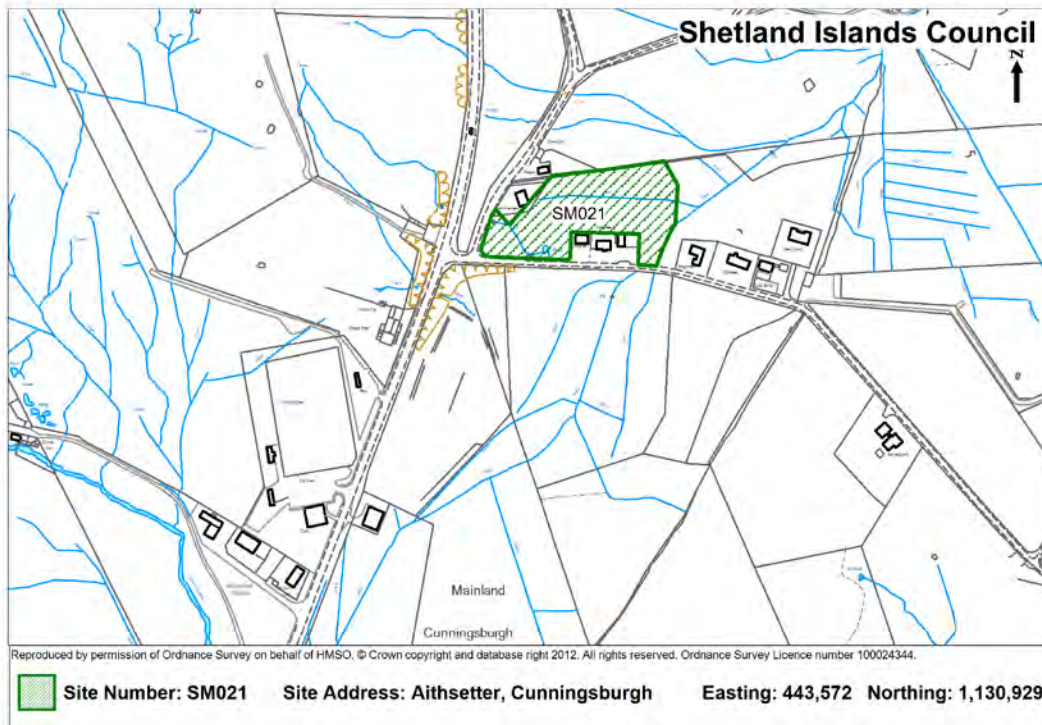 Shetland Islands Council
N
SM021
Mainland
Cunningsburgh
Reproduced by permission of Ordnance Survey on behalf of HMSO. © Crown copyright and database right 2012. All rights reserved. Ordnance Survey Licence number 100024344.
Site Number: SM021 Site Address: Aithsetter, Cunningsburgh Easting: 443,572 Northing: 1,130,929